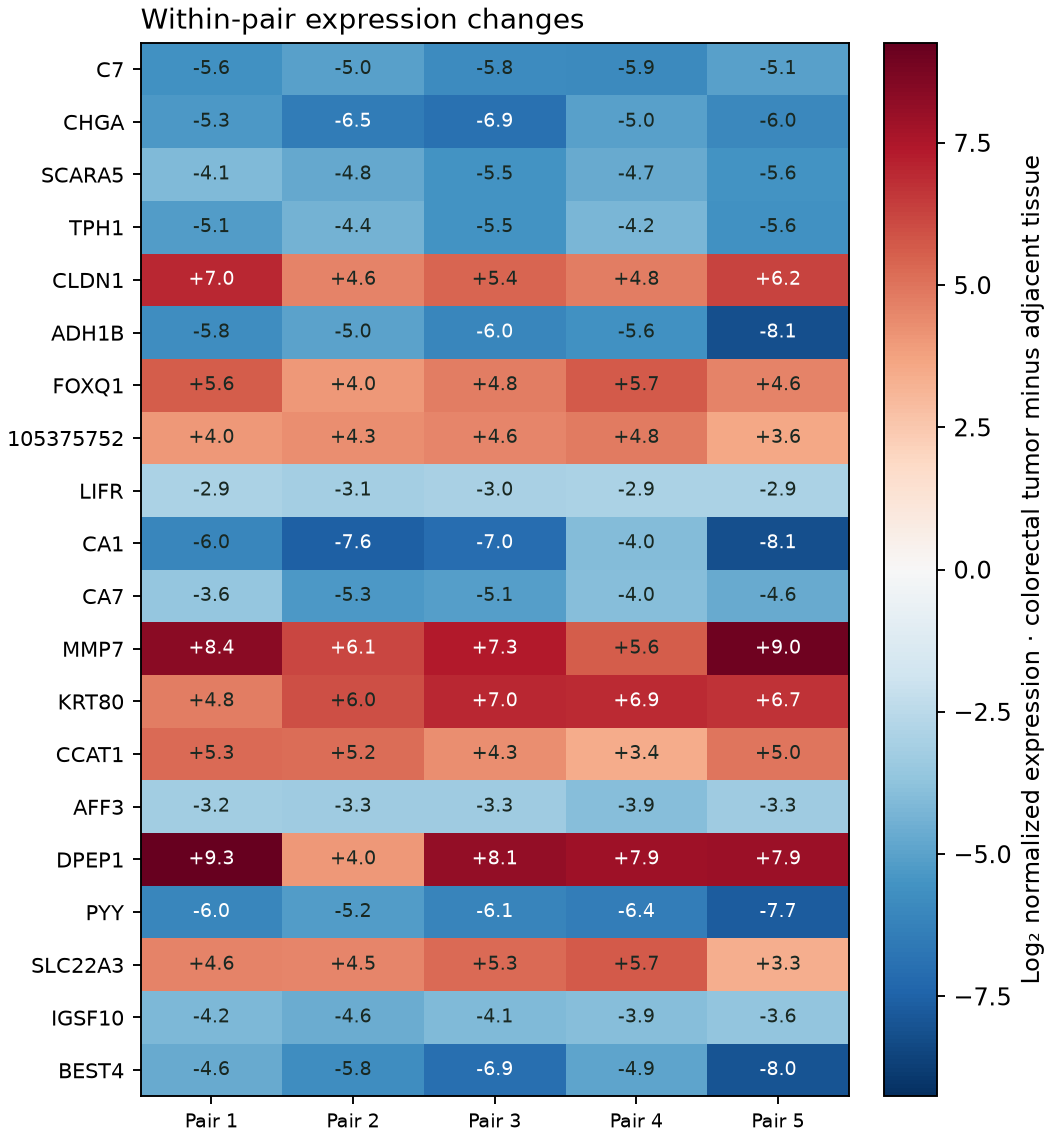 Within-pair expression changes
C7 -5.6 -5.0 -5.8 -5.9 -5.1
CHGA -5.3 -6.5 -6.9 -5.0 -6.0
SCARA5 -4.1 -4.8 -5.5 -4.7 -5.6
TPH1 -5.1 -4.4 -5.5 -4.2 -5.6
CLDN1 +7.0 +4.6 +5.4 +4.8 +6.2
ADH1B -5.8 -5.0 -6.0 -5.6 -8.1
FOXQ1 +5.6 +4.0 +4.8 +5.7 +4.6
105375752 +4.0 +4.3 +4.6 +4.8 +3.6
LIFR -2.9 -3.1 -3.0 -2.9 -2.9
CA1 -6.0 -7.6 -7.0 -4.0 -8.1
CA7 -3.6 -5.3 -5.1 -4.0 -4.6
MMP7 +8.4 +6.1 +7.3 +5.6 +9.0
KRT80 +4.8 +6.0 +7.0 +6.9 +6.7
CCAT1 +5.3 +5.2 +4.3 +3.4 +5.0
AFF3 -3.2 -3.3 -3.3 -3.9 -3.3
DPEP1 +9.3 +4.0 +8.1 +7.9 +7.9
PYY -6.0 -5.2 -6.1 -6.4 -7.7
SLC22A3 +4.6 +4.5 +5.3 +5.7 +3.3
IGSF10 -4.2 -4.6 -4.1 -3.9 -3.6
BEST4 -4.6 -5.8 -6.9 -4.9 -8.0
Pair 1 Pair 2 Pair 3 Pair 4 Pair 5
7.5
5.0
2.5
0.0
−2.5
−5.0
−7.5
Log₂ normalized expression · colorectal tumor minus adjacent tissue